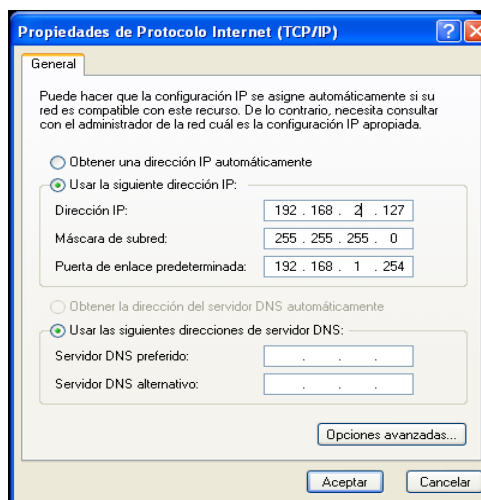 Propiedades de Protocolo Internet (TCP/IP)
General
Puede hacer que la configuración IP se asigne automáticamente si su
red es compatible con este recurso. De lo contrario, necesita consultar
con el administrador de la red cuál es la configuración IP apropiada.
Obtener una dirección IP automáticamente
Usar la siguiente dirección IP:
Dirección IP: 192 . 168 . 2 . 127
Máscara de subred: 255 . 255 . 255 . 0
Puerta de enlace predeterminada: 192 . 168 . 1 . 254
Obtener la dirección del servidor DNS automáticamente
Usar las siguientes direcciones de servidor DNS:
Servidor DNS preferido: . . .
Servidor DNS alternativo: . . .
Opciones avanzadas...
Aceptar Cancelar